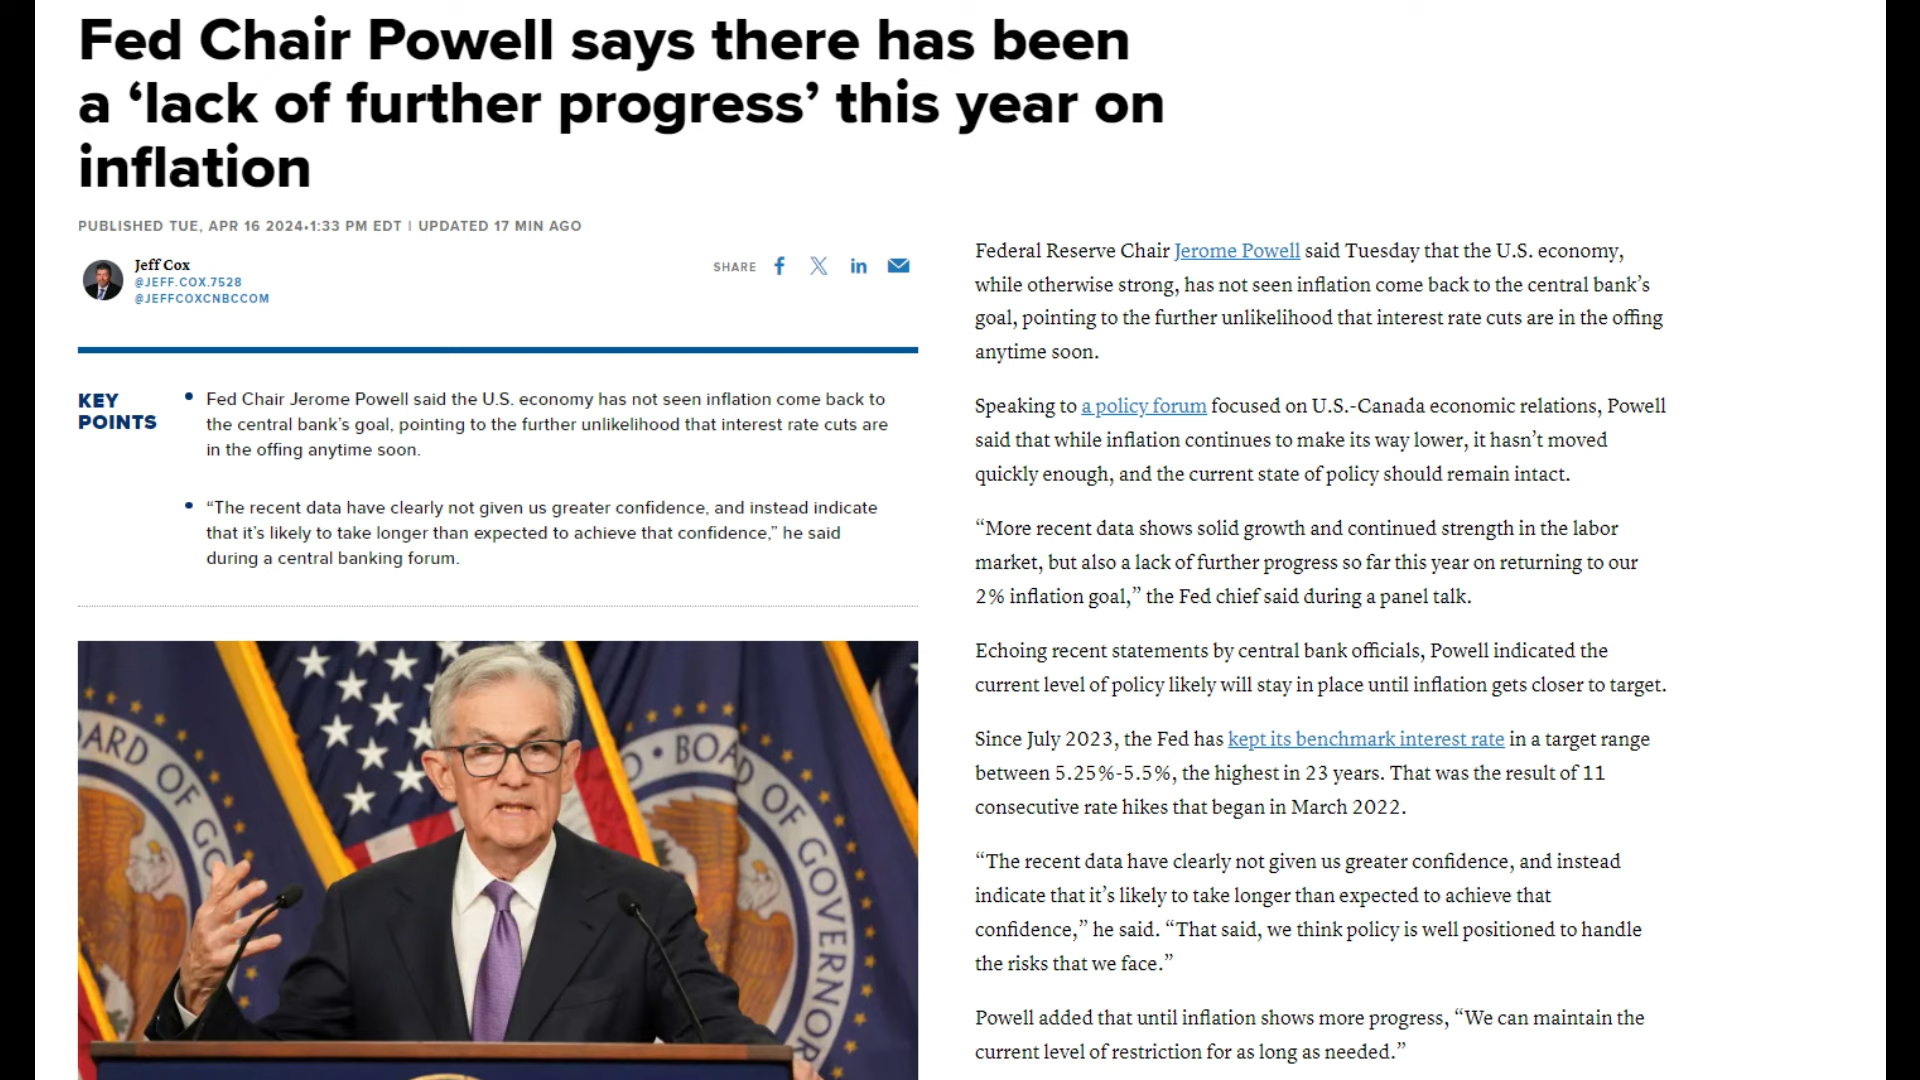 Fed Chair Powell says there has been
a ‘lack of further progress’ this year on
inflation
PUBLISHED TUE, APR 16 2024•1:33 PM EDT | UPDATED 17 MIN AGO
Jeff Cox
@JEFF.COX.7528
@JEFFCOXCNBCCOM
SHARE
KEY
POINTS
Fed Chair Jerome Powell said the U.S. economy has not seen inflation come back to
the central bank’s goal, pointing to the further unlikelihood that interest rate cuts are
in the offing anytime soon.
“The recent data have clearly not given us greater confidence, and instead indicate
that it’s likely to take longer than expected to achieve that confidence,” he said
during a central banking forum.
ARD OF GO
BOARD OF GOVERNOR
Federal Reserve Chair Jerome Powell said Tuesday that the U.S. economy,
while otherwise strong, has not seen inflation come back to the central bank’s
goal, pointing to the further unlikelihood that interest rate cuts are in the offing
anytime soon.
Speaking to a policy forum focused on U.S.-Canada economic relations, Powell
said that while inflation continues to make its way lower, it hasn’t moved
quickly enough, and the current state of policy should remain intact.
“More recent data shows solid growth and continued strength in the labor
market, but also a lack of further progress so far this year on returning to our
2% inflation goal,” the Fed chief said during a panel talk.
Echoing recent statements by central bank officials, Powell indicated the
current level of policy likely will stay in place until inflation gets closer to target.
Since July 2023, the Fed has kept its benchmark interest rate in a target range
between 5.25%-5.5%, the highest in 23 years. That was the result of 11
consecutive rate hikes that began in March 2022.
“The recent data have clearly not given us greater confidence, and instead
indicate that it’s likely to take longer than expected to achieve that
confidence,” he said. “That said, we think policy is well positioned to handle
the risks that we face.”
Powell added that until inflation shows more progress, “We can maintain the
current level of restriction for as long as needed.”